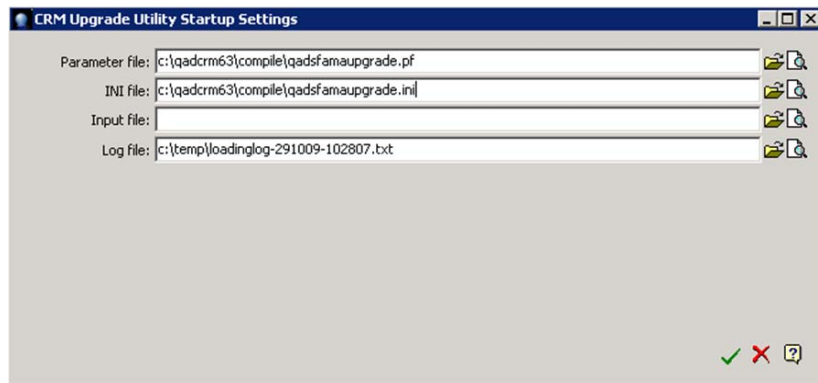 CRM Upgrade Utility Startup Settings
Parameter file: c:\qadcrm63\compile\qadsfamaupgrade.pf
INI file: c:\qadcrm63\compile\qadsfamaupgrade.ini
Input file:
Log file: c:\temp\loadinglog-291009-102807.txt